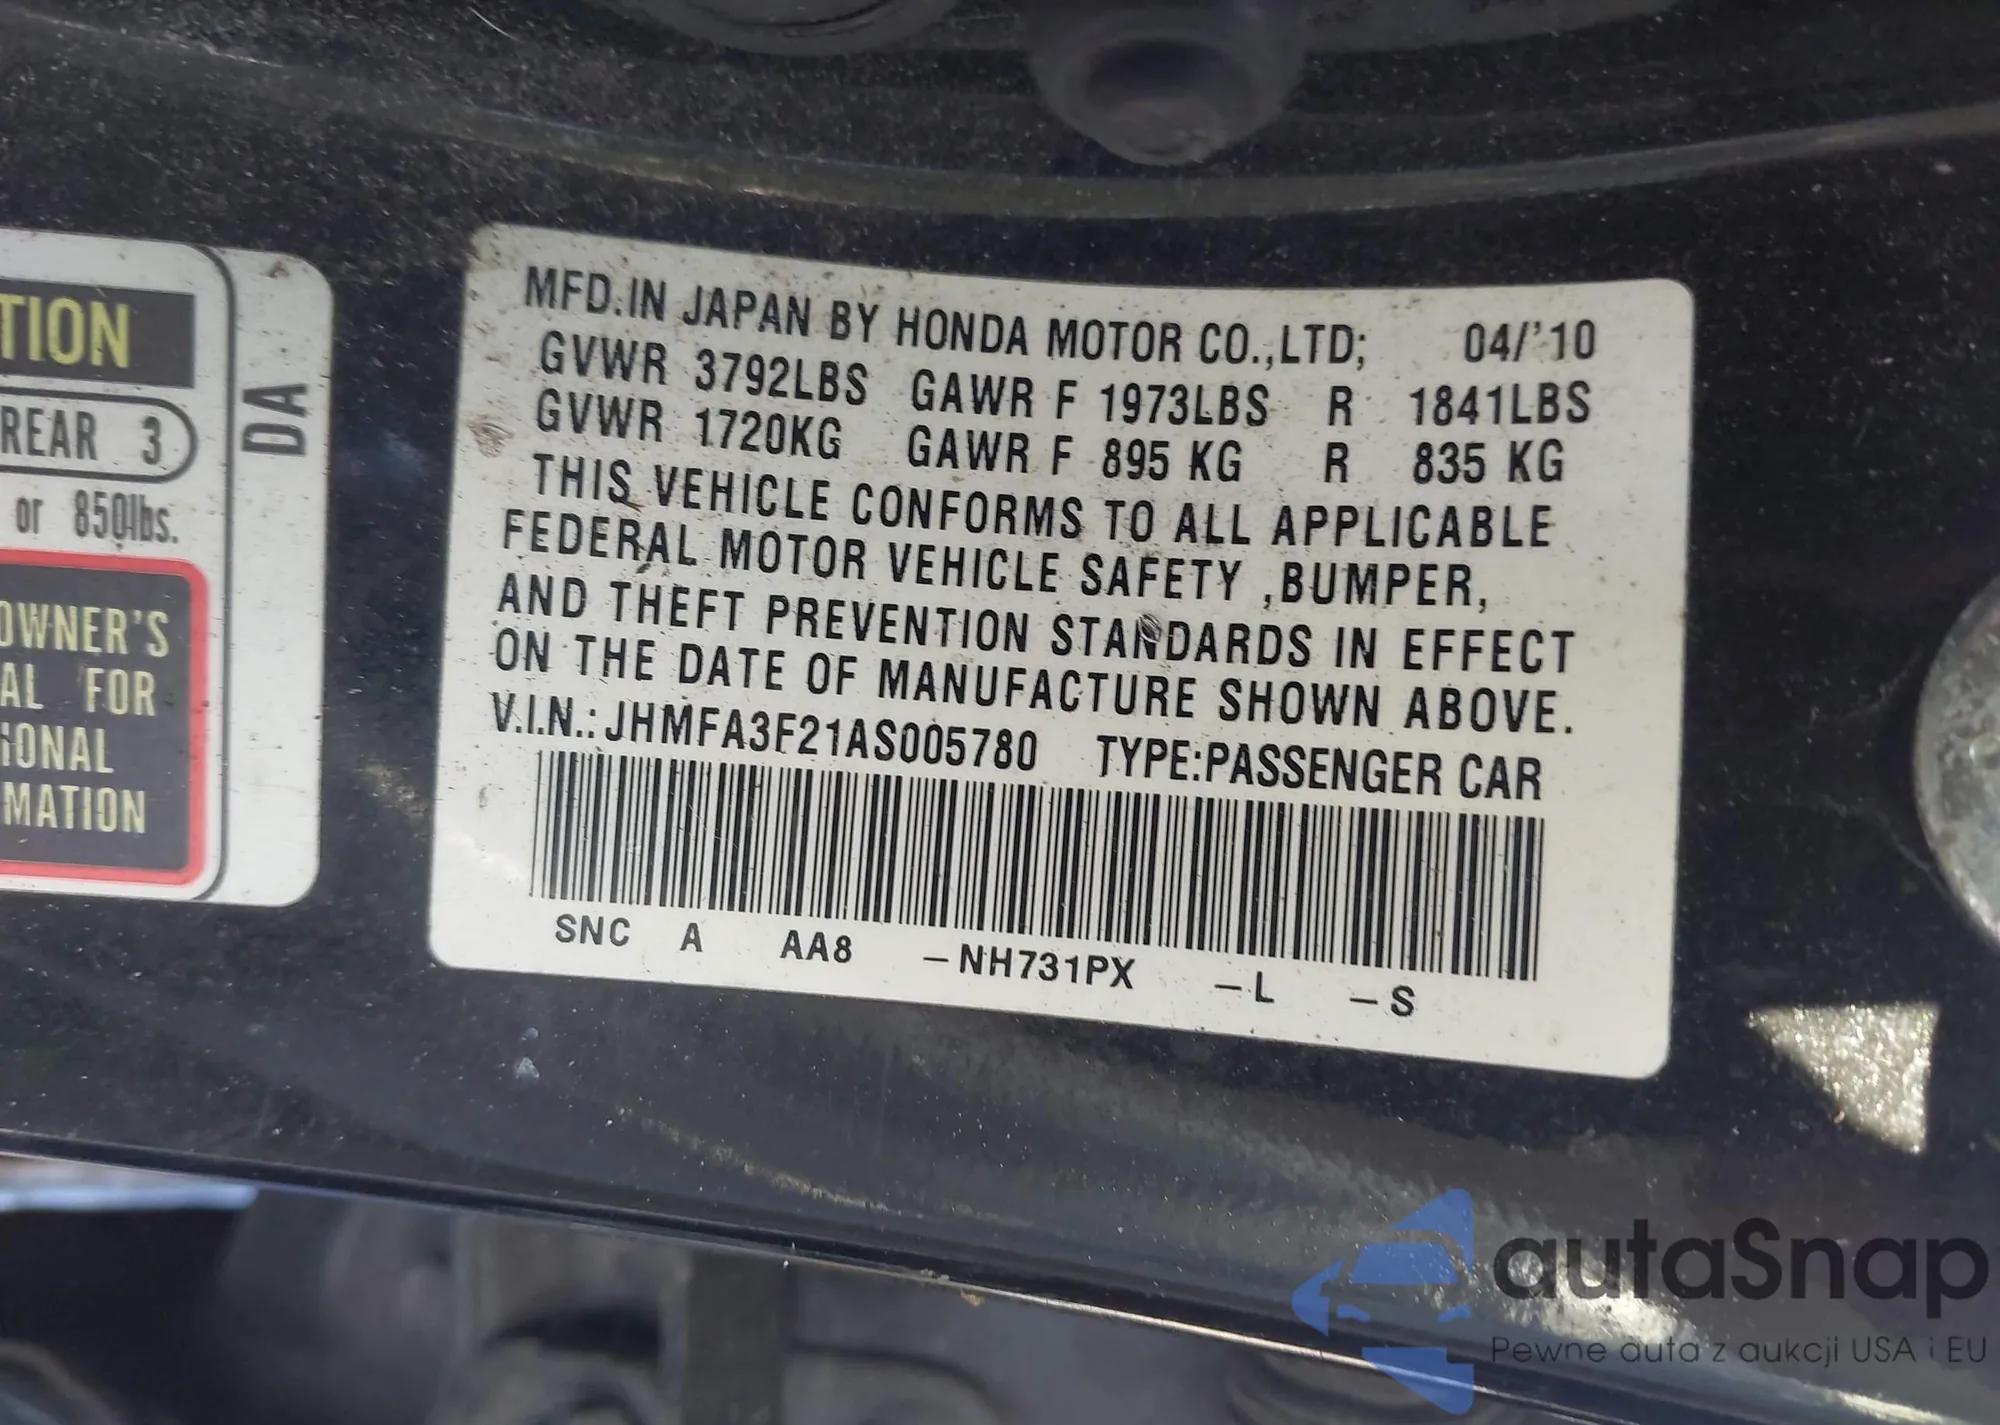 TION
REAR 3
or 850lbs.
OWNER'S
AL FOR
IONAL
MATION
DA
MFD. IN JAPAN BY HONDA MOTOR CO.,LTD; 04/'10
GVWR 3792LBS GAWR F 1973LBS R 1841LBS
GVWR 1720KG GAWR F 895 KG R 835 KG
THIS VEHICLE CONFORMS TO ALL APPLICABLE
FEDERAL MOTOR VEHICLE SAFETY ,BUMPER,
AND THEFT PREVENTION STANDARDS IN EFFECT
ON THE DATE OF MANUFACTURE SHOWN ABOVE.
V.I.N.: JHMFA3F21AS005780 TYPE:PASSENGER CAR
SNC A AA8 -NH731PX -L -S
autaSnap
Pewne auta z aukcji USA i EU